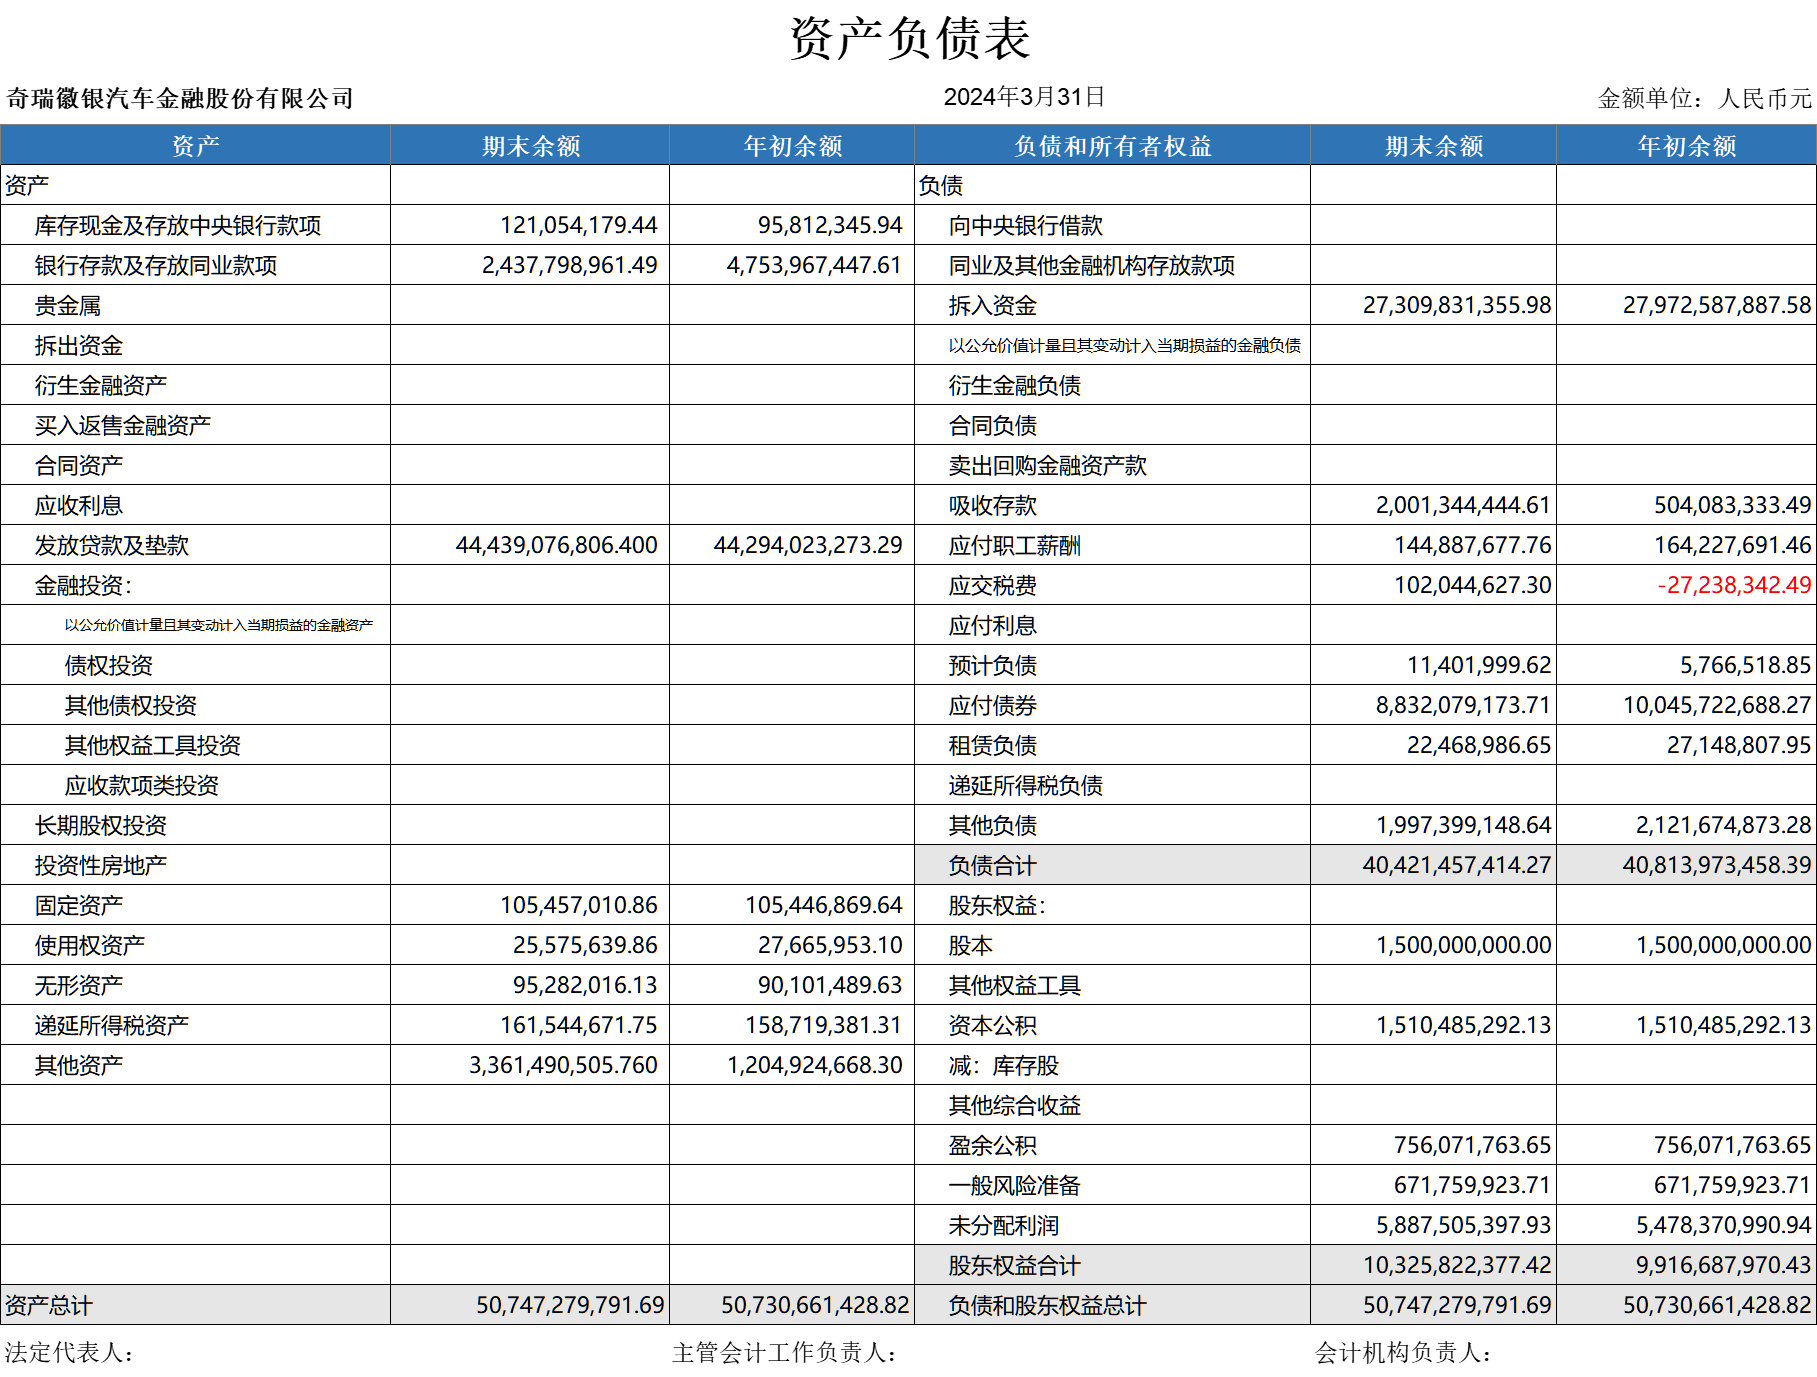 资产负债表
奇瑞徽银汽车金融股份有限公司 2024年3月31日 金额单位：人民币元
资产 期末余额 年初余额 负债和所有者权益 期末余额 年初余额
资产 负债
库存现金及存放中央银行款项 121,054,179.44 95,812,345.94 向中央银行借款
银行存款及存放同业款项 2,437,798,961.49 4,753,967,447.61 同业及其他金融机构存放款项
贵金属 拆入资金 27,309,831,355.98 27,972,587,887.58
拆出资金 以公允价值计量且其变动计入当期损益的金融负债
衍生金融资产 衍生金融负债
买入返售金融资产 合同负债
合同资产 卖出回购金融资产款
应收利息 吸收存款 2,001,344,444.61 504,083,333.49
发放贷款及垫款 44,439,076,806.400 44,294,023,273.29 应付职工薪酬 144,887,677.76 164,227,691.46
金融投资： 应交税费 102,044,627.30 -27,238,342.49
以公允价值计量且其变动计入当期损益的金融资产 应付利息
债权投资 预计负债 11,401,999.62 5,766,518.85
其他债权投资 应付债券 8,832,079,173.71 10,045,722,688.27
其他权益工具投资 租赁负债 22,468,986.65 27,148,807.95
应收款项类投资 递延所得税负债
长期股权投资 其他负债 1,997,399,148.64 2,121,674,873.28
投资性房地产 负债合计 40,421,457,414.27 40,813,973,458.39
固定资产 105,457,010.86 105,446,869.64 股东权益：
使用权资产 25,575,639.86 27,665,953.10 股本 1,500,000,000.00 1,500,000,000.00
无形资产 95,282,016.13 90,101,489.63 其他权益工具
递延所得税资产 161,544,671.75 158,719,381.31 资本公积 1,510,485,292.13 1,510,485,292.13
其他资产 3,361,490,505.760 1,204,924,668.30 减：库存股
其他综合收益
盈余公积 756,071,763.65 756,071,763.65
一般风险准备 671,759,923.71 671,759,923.71
未分配利润 5,887,505,397.93 5,478,370,990.94
股东权益合计 10,325,822,377.42 9,916,687,970.43
资产总计 50,747,279,791.69 50,730,661,428.82 负债和股东权益总计 50,747,279,791.69 50,730,661,428.82
法定代表人： 主管会计工作负责人： 会计机构负责人：